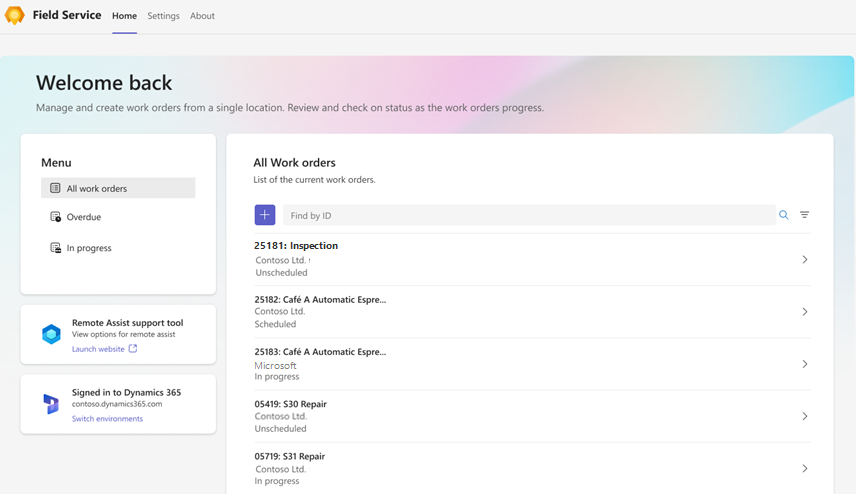 Field Service
Home
Settings
About
Welcome back
Manage and create work orders from a single location. Review and check on status as the work orders progress.
Menu
All work orders
Overdue
In progress
Remote Assist support tool
View options for remote assist
Launch website
Signed in to Dynamics 365
contoso.dynamics365.com
Switch environments
All Work orders
List of the current work orders.
Find by ID
25181: Inspection
Contoso Ltd.
Unscheduled
25182: Café A Automatic Espre...
Contoso Ltd.
Scheduled
25183: Café A Automatic Espre...
Microsoft
In progress
05419: S30 Repair
Contoso Ltd.
Unscheduled
05719: S31 Repair
Contoso Ltd.
In progress